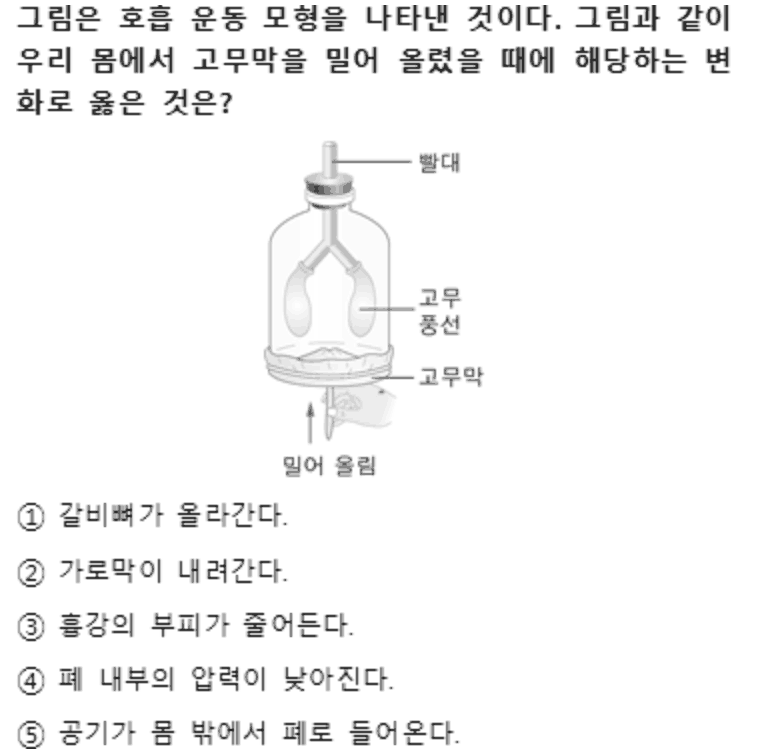 그림은 호흡 운동 모형을 나타낸 것이다. 그림과 같이
우리 몸에서 고무막을 밀어 올렸을 때에 해당하는 변
화로 옳은 것은?
빨대
고무
풍선
고무막
밀어 올림
① 갈비뼈가 올라간다.
② 가로막이 내려간다.
③ 흉강의 부피가 줄어든다.
④ 폐 내부의 압력이 낮아진다.
⑤ 공기가 몸 밖에서 폐로 들어온다.